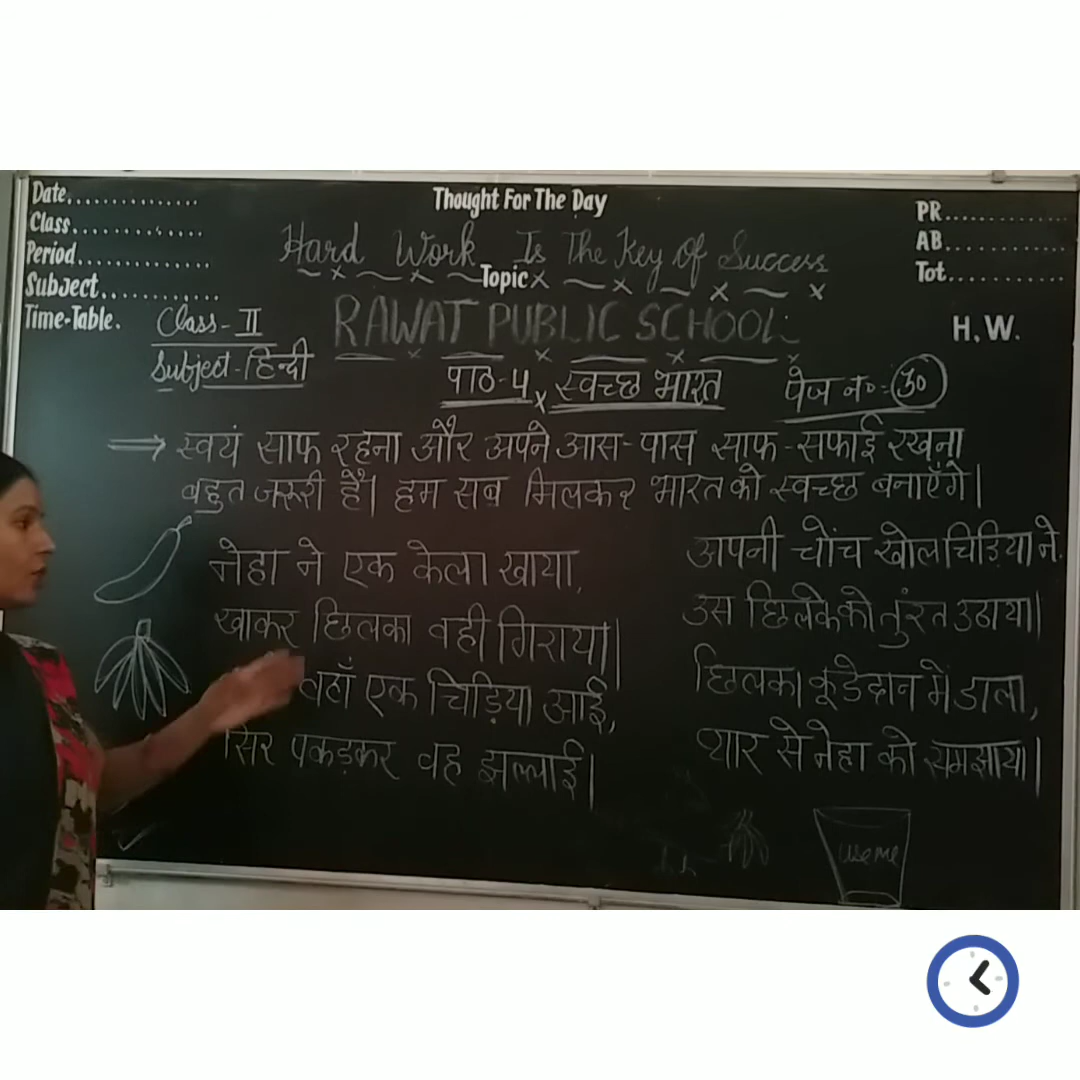 Date..............
Thought For The Day
PR..............
Class..............
Hard Work Is The Key Of Success
AB..............
Period..............
Topic
Tot..............
Subject..............
Time-Table.
Class-II
RAWAT PUBLIC SCHOOL
H.W.
Subject-हिन्दी
पाठ-५ स्वच्छ भारत पेज न०-30
स्वयं साफ रहना और अपने आस-पास साफ-सफाई रखना
बहुत जरूरी है। हम सब मिलकर भारत को स्वच्छ बनाएँगे।
नेहा ने एक केला खाया,
खाकर छिलका वही गिराया।
वहाँ एक चिड़िया आई,
सिर पकड़कर वह झल्लाई।
अपनी चोंच खोल चिड़िया ने
उस छिलेके को तुंरत उठाया।
छिलका कूडेदान में डाला,
प्यार से नेहा को समझाया।
use me